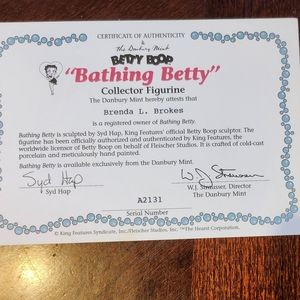 CERTIFICATE OF AUTHENTICITY
&
The Danbury Mint
BETTY BOOP
"Bathing Betty"
Collector Figurine
The Danbury Mint hereby attests that
Brenda L. Brokes
is a registered owner of Bathing Betty.
Bathing Betty is sculpted by Syd Hap, King Features' official Betty Boop sculptor. The
figurine has been officially authorized and authenticated by King Features, the
worldwide licensor of Betty Boop on behalf of Fleischer Studios. It is crafted of cold-cast
porcelain and meticulously hand painted.
Bathing Betty is available exclusively from the Danbury Mint.
Syd Hap
Syd Hap
W.J. Strausser
W.J. Strausser, Director
The Danbury Mint
A2131
Serial Number
© King Features Syndicate, Inc./Fleischer Studios, Inc. ™The Hearst Corporation.